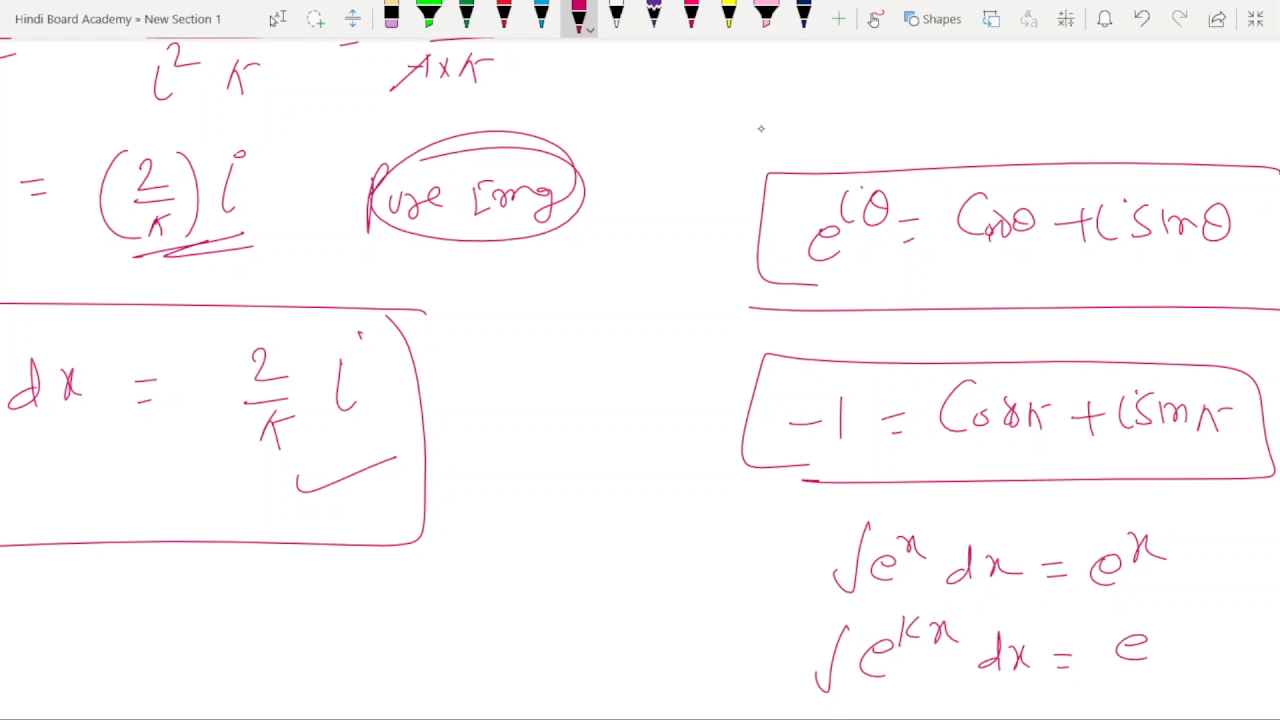 Hindi Board Academy » New Section 1
Shapes
i² π =
1×π
= (2/π) i
pure Img
dx = 2/π i
e^{iθ} = Cosθ + i sinθ
-1 = Cosπ + i sinπ
∫e^x dx = e^x
∫e^{Kx} dx = e